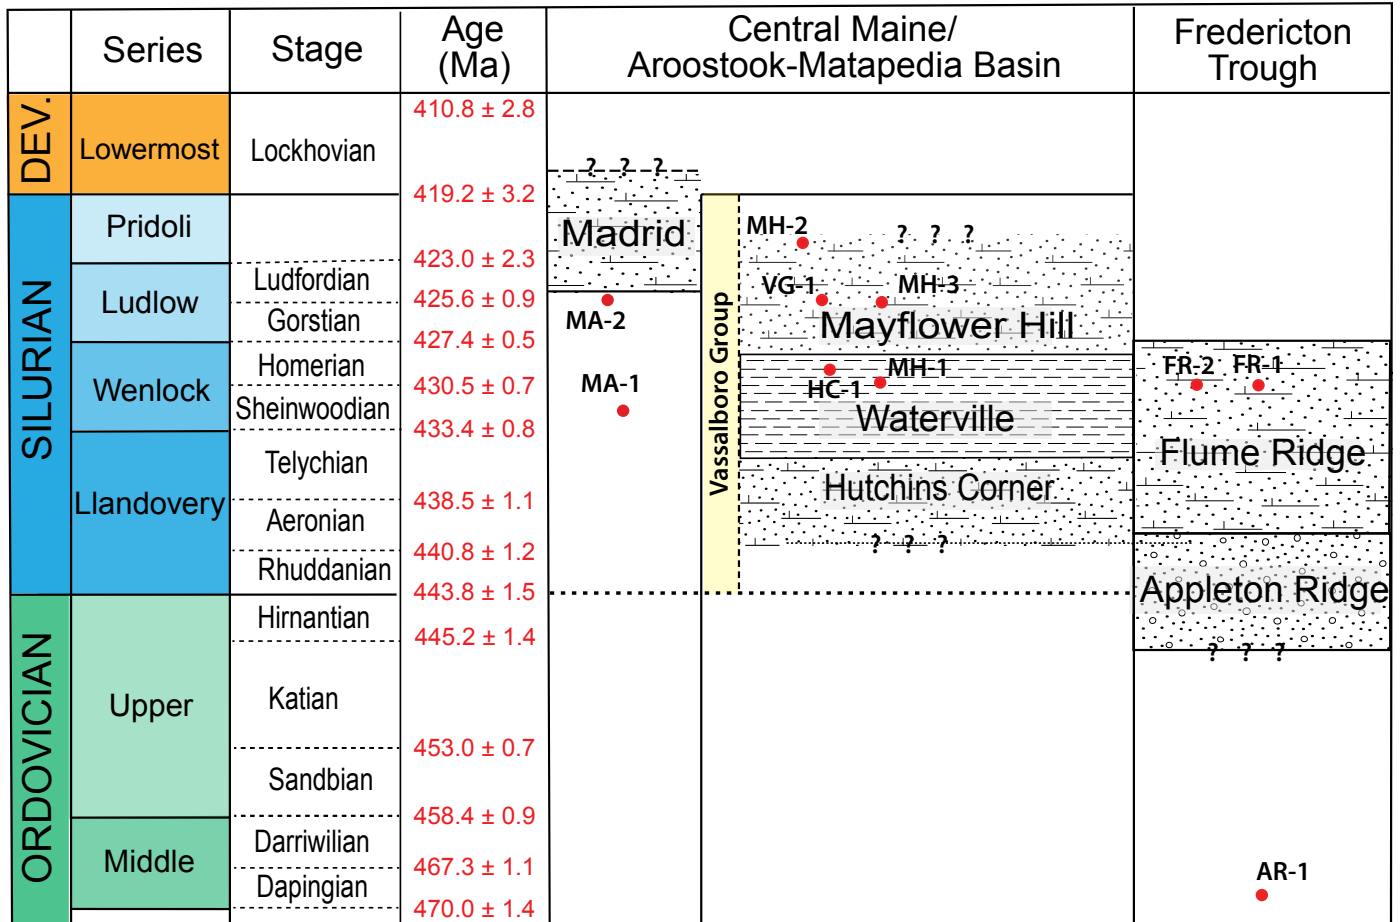 Series
Stage
Age
(Ma)
Central Maine/
Aroostook-Matapedia Basin
Fredericton
Trough
DEV.
Lowermost
Lockhovian
410.8 ± 2.8
419.2 ± 3.2
SILURIAN
Pridoli
423.0 ± 2.3
Ludlow
Ludfordian
425.6 ± 0.9
Gorstian
427.4 ± 0.5
Wenlock
Homerian
430.5 ± 0.7
Sheinwoodian
433.4 ± 0.8
Llandovery
Telychian
438.5 ± 1.1
Aeronian
440.8 ± 1.2
Rhuddanian
443.8 ± 1.5
ORDOVICIAN
Upper
Hirnantian
445.2 ± 1.4
Katian
453.0 ± 0.7
Sandbian
458.4 ± 0.9
Middle
Darriwilian
467.3 ± 1.1
Dapingian
470.0 ± 1.4
? ? ?
Madrid
MA-2
MA-1
Vassalboro Group
MH-2
? ? ?
VG-1
MH-3
Mayflower Hill
MH-1
HC-1
Waterville
Hutchins Corner
? ? ?
FR-2 FR-1
Flume Ridge
Appleton Ridge
? ? ?
AR-1